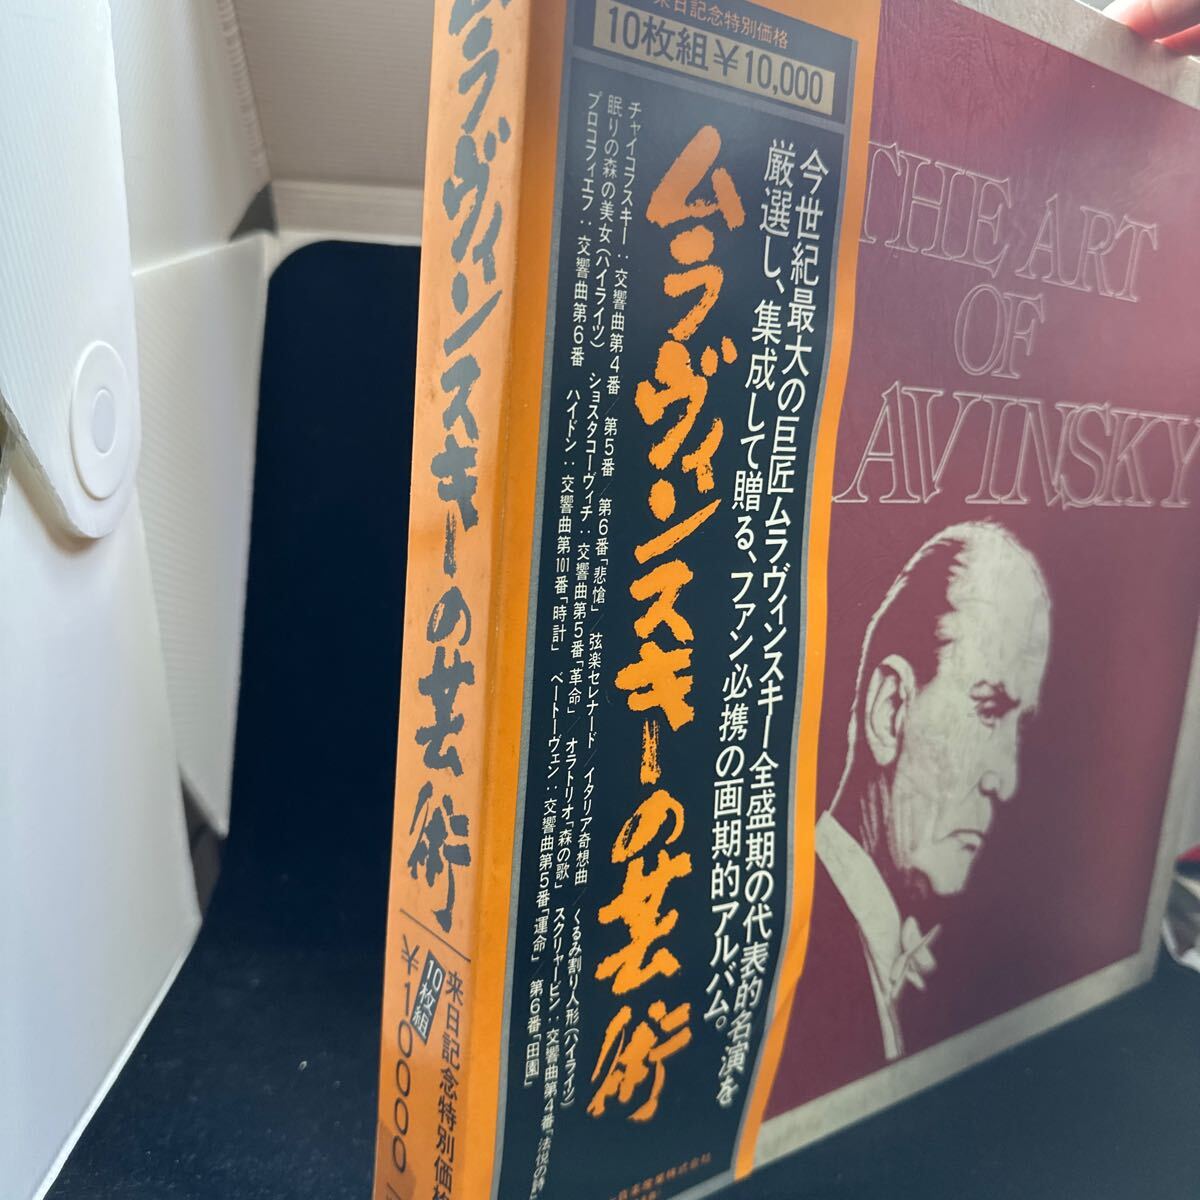 ムラヴィンスキーの芸術
来日記念特別価格
10枚組
¥10000
来日記念特別価格
10枚組¥10,000
今世紀最大の巨匠ムラヴィンスキー全盛期の代表的名演を
厳選し、集成して贈る、ファン必携の画期的アルバム。
ムラヴィンスキーの芸術
チャイコフスキー:交響曲第4番/第5番/第6番「悲愴」/弦楽セレナード/イタリア奇想曲/くるみ割り人形(ハイライツ)
眠りの森の美女(ハイライツ) ショスタコーヴィチ:交響曲第5番「革命」/オラトリオ「森の歌」 スクリャービン:交響曲第4番「法悦の詩」
プロコフィエフ:交響曲第6番 ハイドン:交響曲第101番「時計」 ベートーヴェン:交響曲第5番「運命」/第6番「田園」
THE ART
OF
AVINSKY